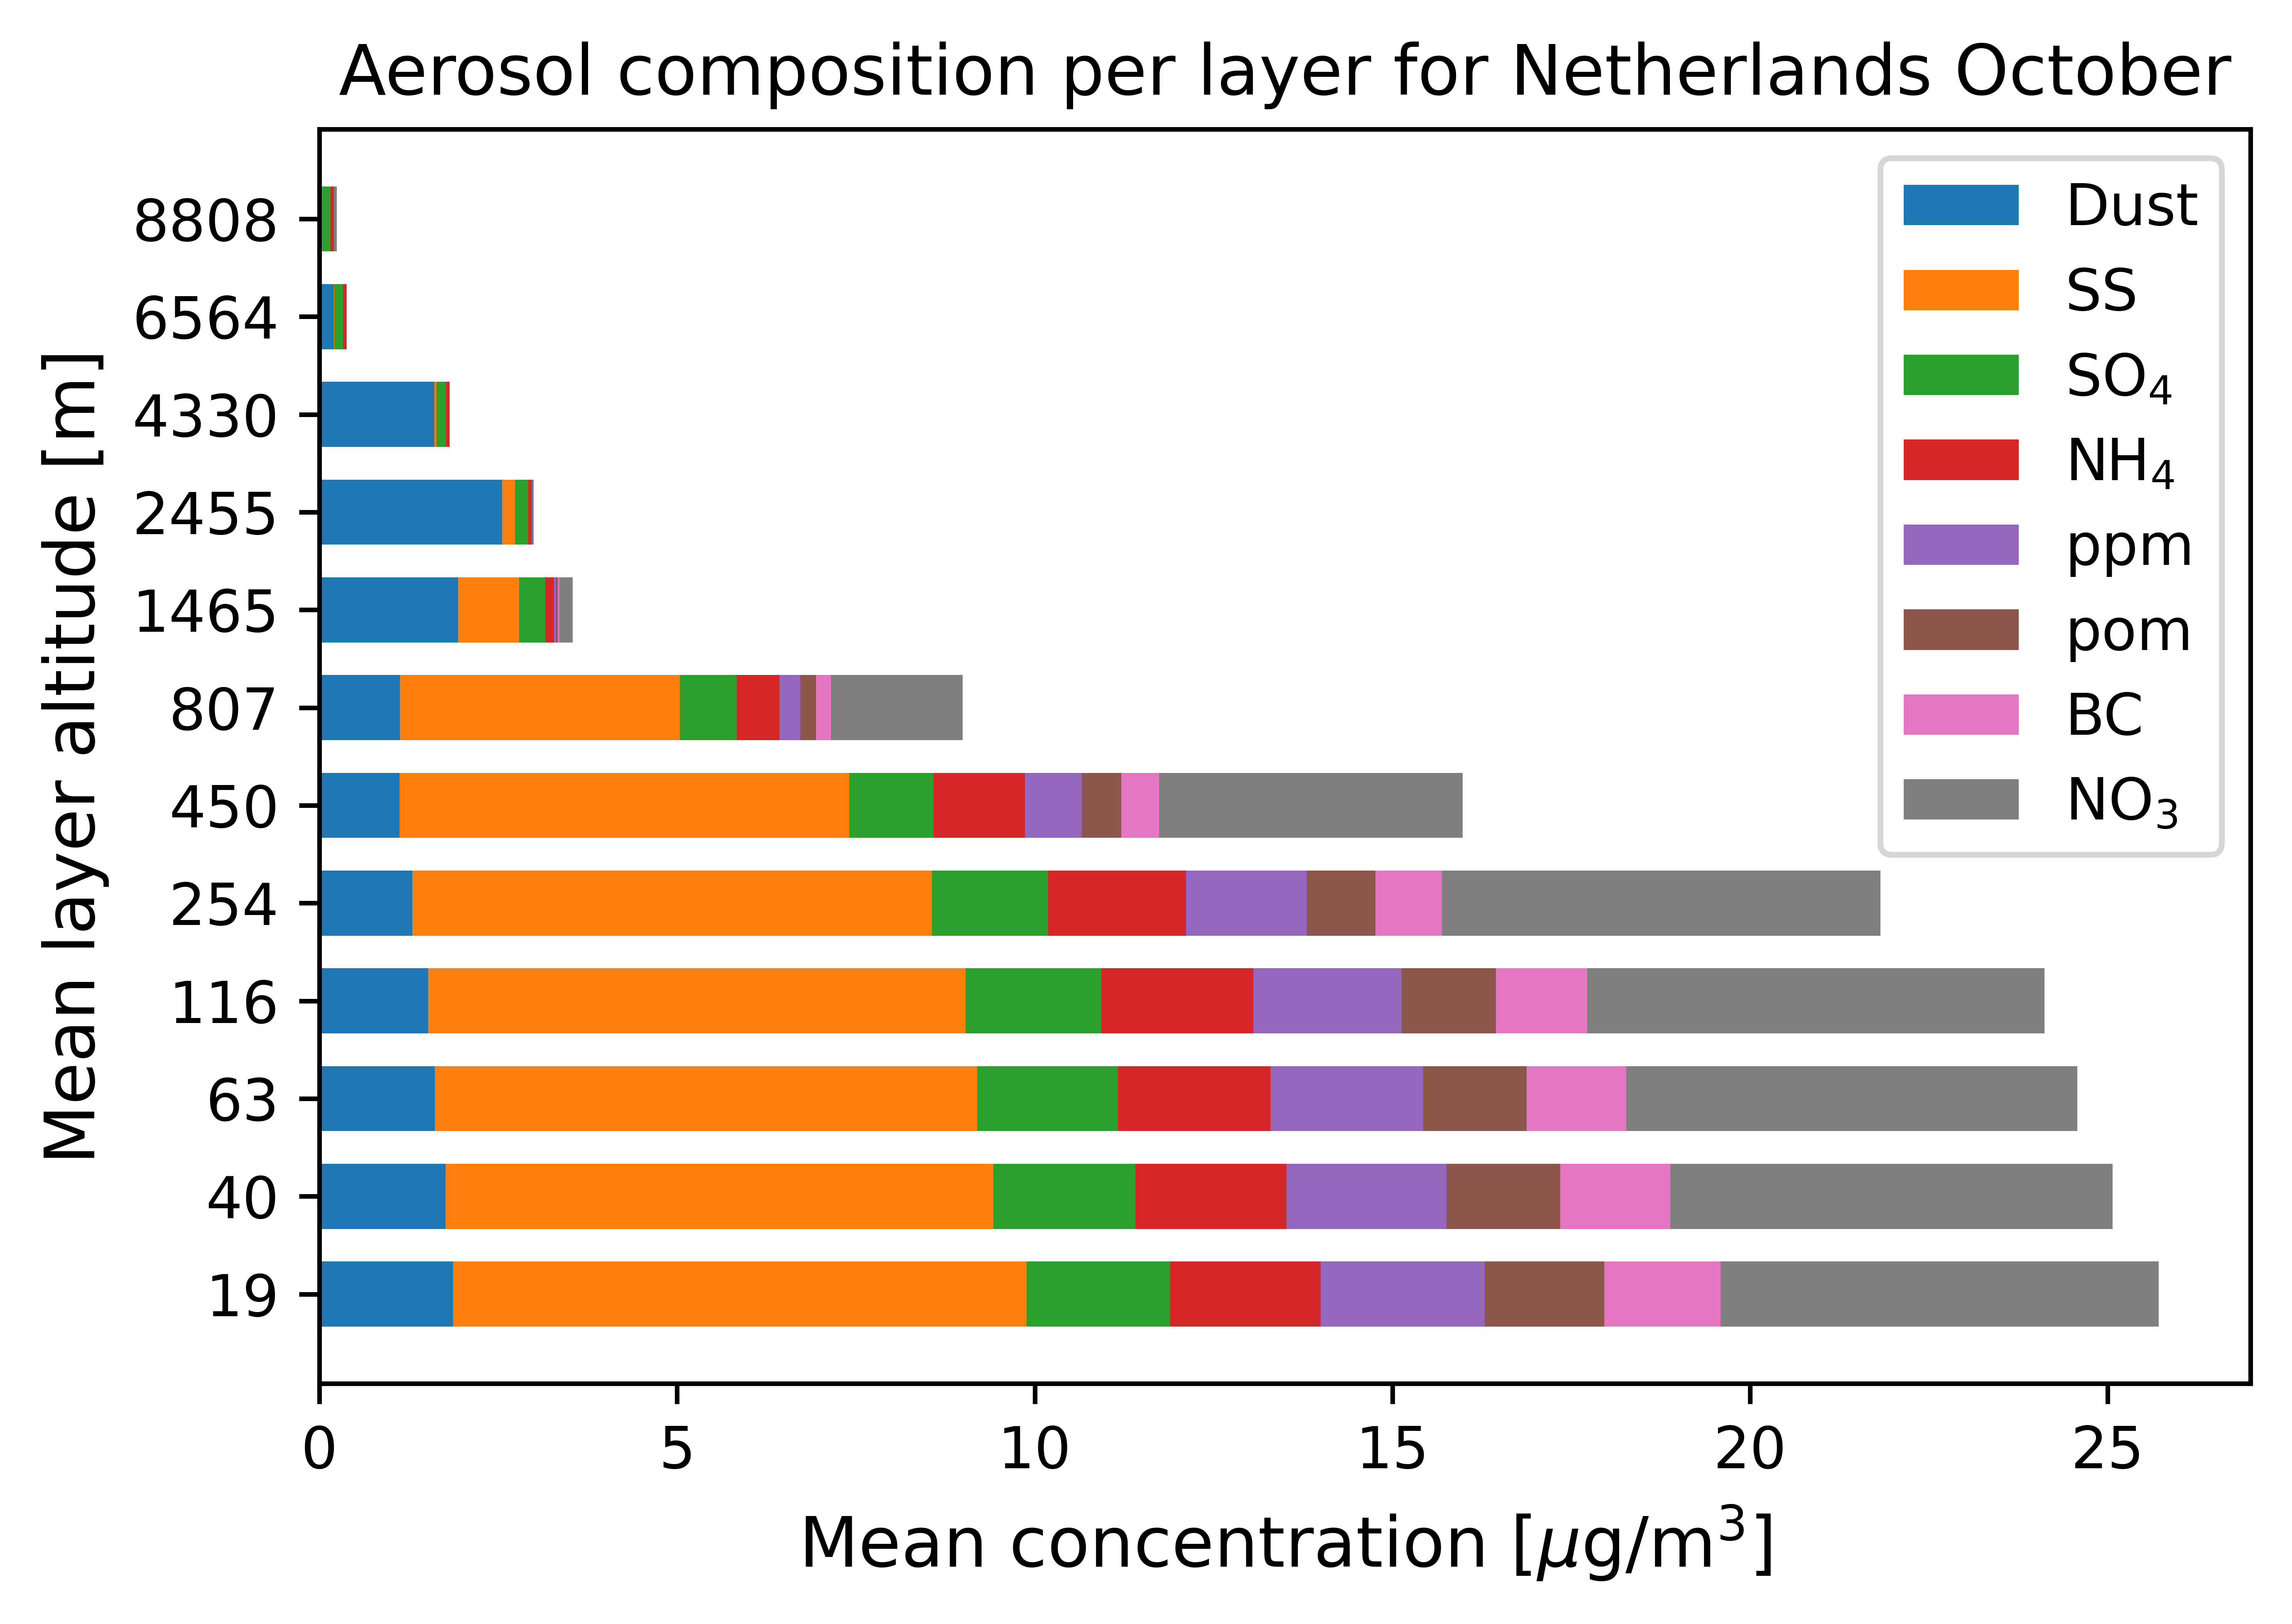 Aerosol composition per layer for Netherlands October
Mean layer altitude [m]
8808
6564
4330
2455
1465
807
450
254
116
63
40
19
0 5 10 15 20 25
Mean concentration [μg/m³]
Dust
SS
SO₄
NH₄
ppm
pom
BC
NO₃